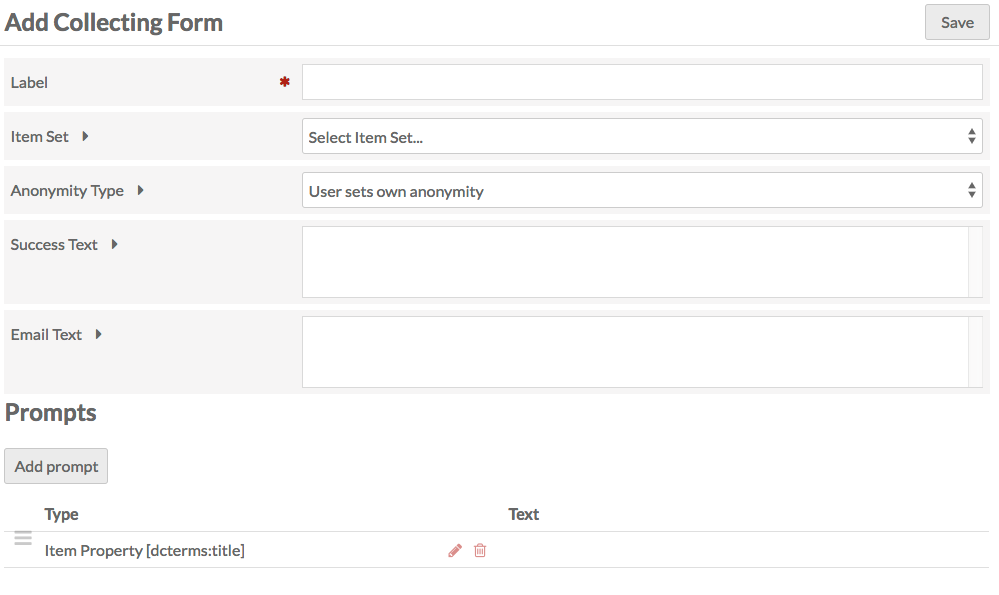 Add Collecting Form
Save
Label *
Item Set
Select Item Set...
Anonymity Type
User sets own anonymity
Success Text
Email Text
Prompts
Add prompt
Type Text
Item Property [dcterms:title]